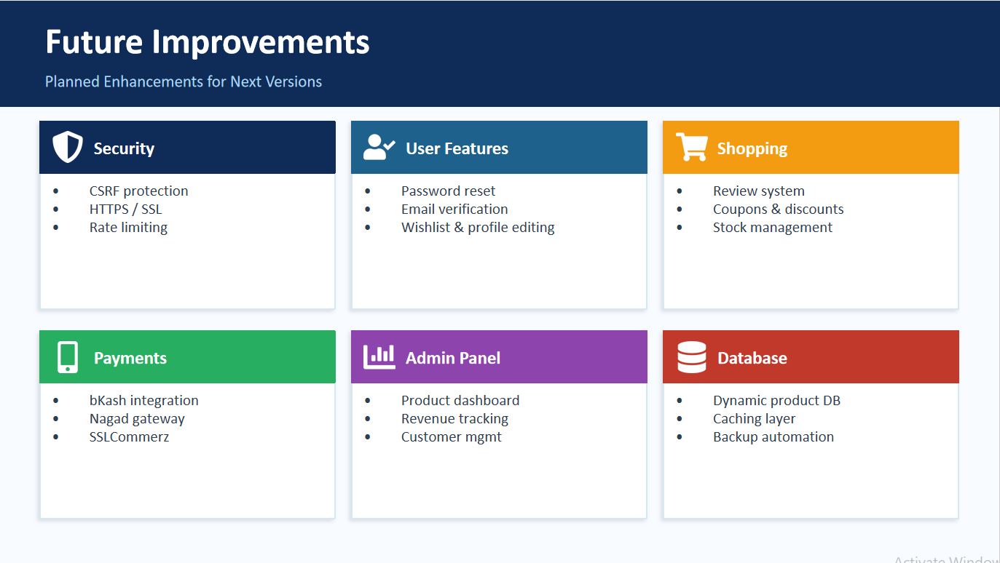 Future Improvements
Planned Enhancements for Next Versions
Security
• CSRF protection
• HTTPS / SSL
• Rate limiting
User Features
• Password reset
• Email verification
• Wishlist & profile editing
Shopping
• Review system
• Coupons & discounts
• Stock management
Payments
• bKash integration
• Nagad gateway
• SSLCommerz
Admin Panel
• Product dashboard
• Revenue tracking
• Customer mgmt
Database
• Dynamic product DB
• Caching layer
• Backup automation
Activate Window